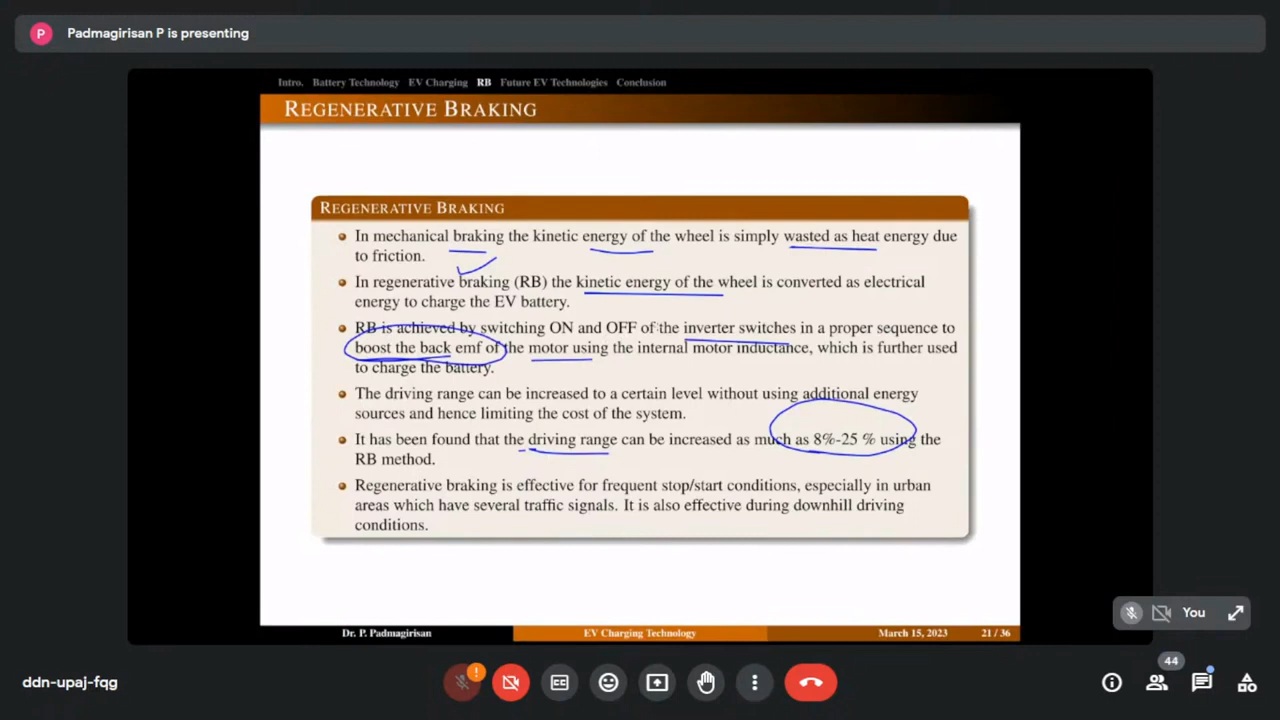 P Padmagirisan P is presenting
Intro. Battery Technology EV Charging RB Future EV Technologies Conclusion
REGENERATIVE BRAKING
REGENERATIVE BRAKING
In mechanical braking the kinetic energy of the wheel is simply wasted as heat energy due
to friction.
In regenerative braking (RB) the kinetic energy of the wheel is converted as electrical
energy to charge the EV battery.
RB is achieved by switching ON and OFF of the inverter switches in a proper sequence to
boost the back emf of the motor using the internal motor inductance, which is further used
to charge the battery.
The driving range can be increased to a certain level without using additional energy
sources and hence limiting the cost of the system.
It has been found that the driving range can be increased as much as 8%-25 % using the
RB method.
Regenerative braking is effective for frequent stop/start conditions, especially in urban
areas which have several traffic signals. It is also effective during downhill driving
conditions.
You
Dr. P. Padmagirisan EV Charging Technology March 15, 2023 21 / 36
44
ddn-upaj-fqg
CC